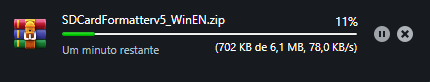 SDCardFormatterv5_WinEN.zip 11%
Um minuto restante (702 KB de 6,1 MB, 78,0 KB/s)